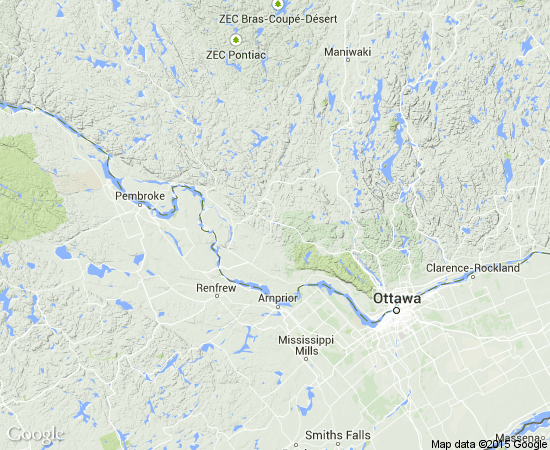 ZEC Bras-Coupé-Désert
ZEC Pontiac
Maniwaki
Pembroke
Clarence-Rockland
Renfrew
Arnprior
Ottawa
Mississippi
Mills
Smiths Falls
Massena
Google
Map data ©2015 Google